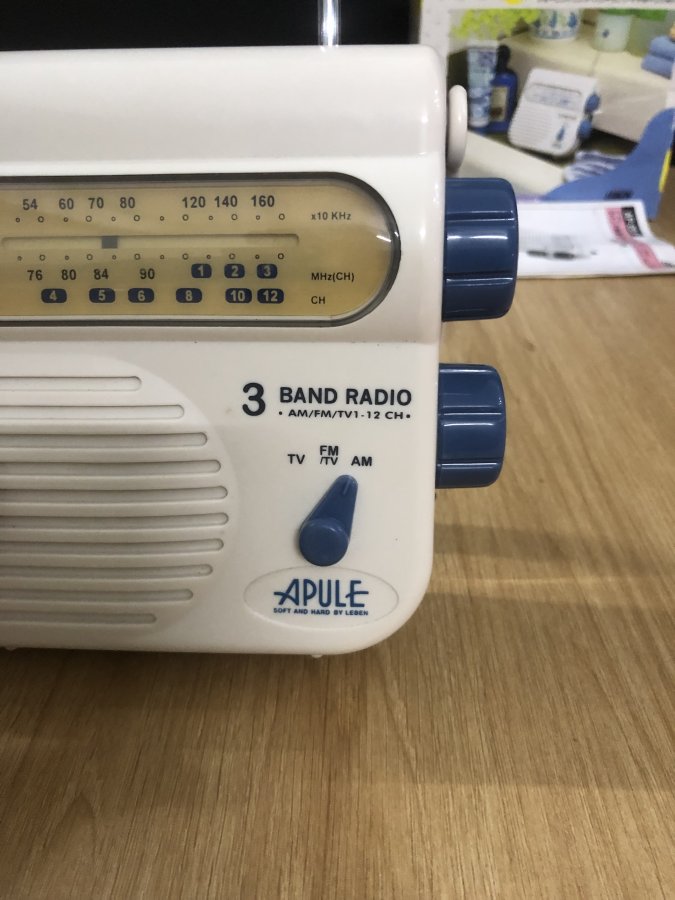 54 60 70 80 120 140 160 x10 KHz
76 80 84 90 1 2 3 MHz(CH)
4 5 6 8 10 12 CH
3 BAND RADIO
• AM/FM/TV1-12 CH •
TV FM/TV AM
APULE
SOFT AND HARD BY LEBEN